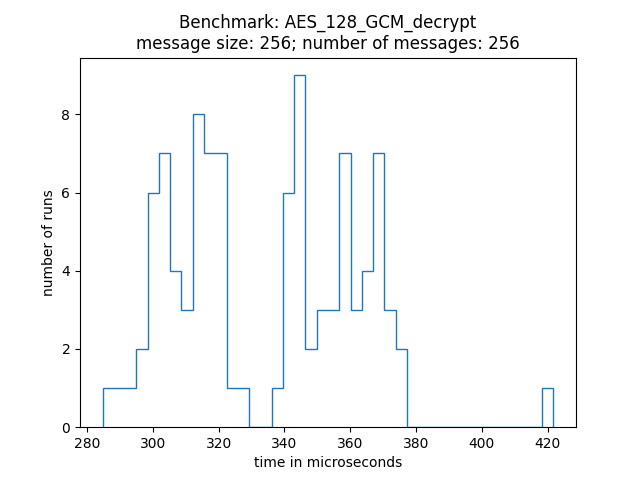 Benchmark: AES_128_GCM_decrypt
message size: 256; number of messages: 256
8
6
4
2
0
number of runs
280 300 320 340 360 380 400 420
time in microseconds